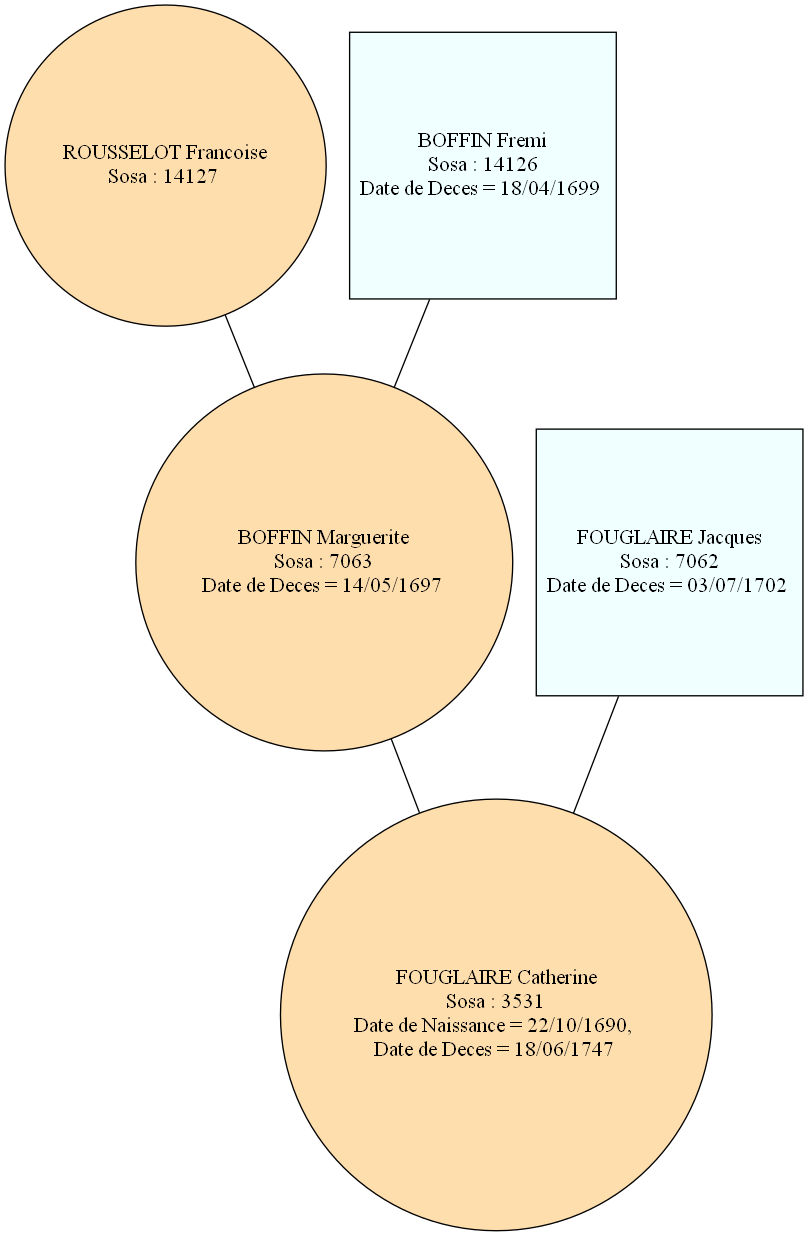 ROUSSELOT Francoise
Sosa : 14127
BOFFIN Fremi
Sosa : 14126
Date de Deces = 18/04/1699
BOFFIN Marguerite
Sosa : 7063
Date de Deces = 14/05/1697
FOUGLAIRE Jacques
Sosa : 7062
Date de Deces = 03/07/1702
FOUGLAIRE Catherine
Sosa : 3531
Date de Naissance = 22/10/1690,
Date de Deces = 18/06/1747